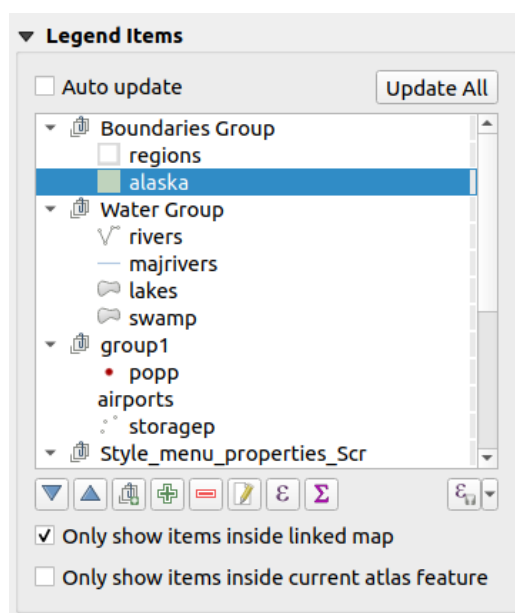 Legend Items
Auto update
Update All
Boundaries Group
regions
alaska
Water Group
rivers
majrivers
lakes
swamp
group1
popp
airports
storagep
Style_menu_properties_Scr
ε Σ ε
Only show items inside linked map
Only show items inside current atlas feature